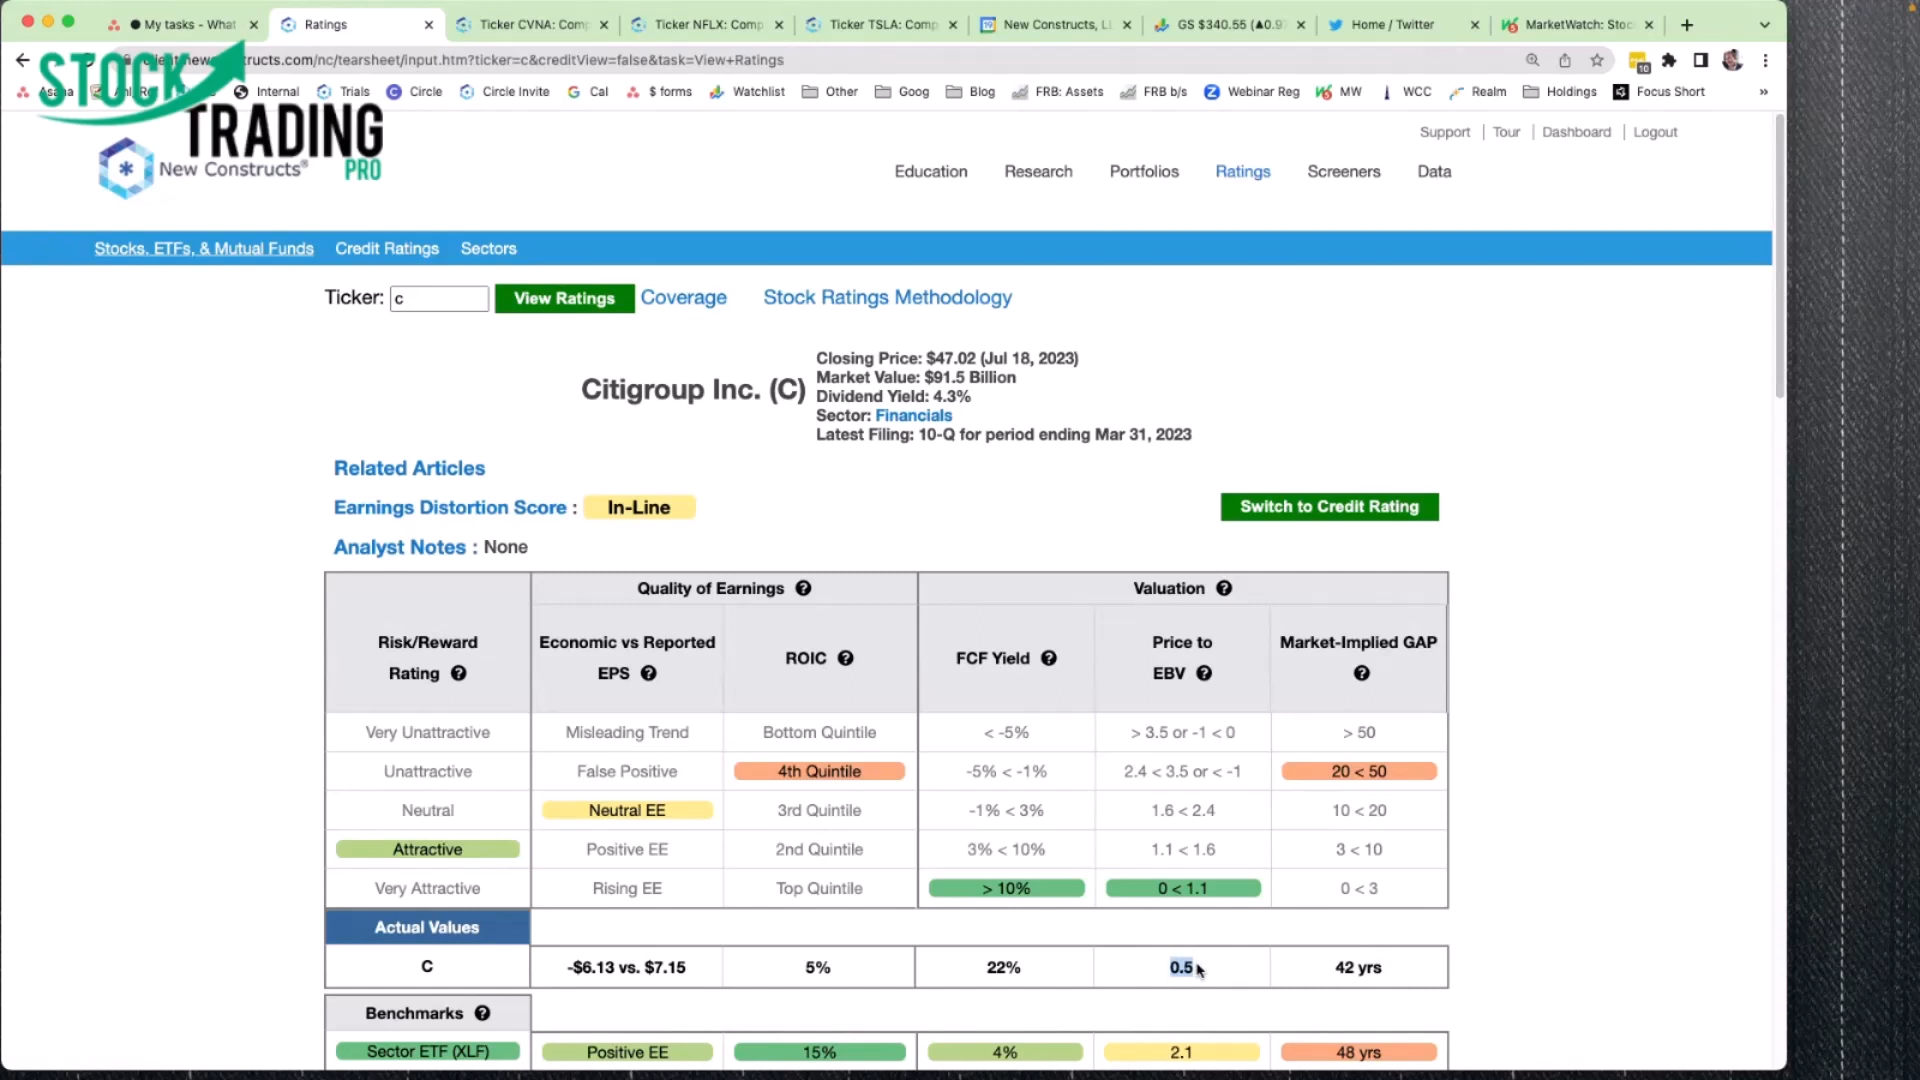 My tasks - What
Ratings
Ticker CVNA: Comp
Ticker NFLX: Comp
Ticker TSLA: Comp
New Constructs, L
GS $340.55 (▲0.9
Home / Twitter
MarketWatch: Stoc
ructs.com/nc/tearsheet/input.htm?ticker=c&creditView=false&task=View+Ratings
10
Asana
Internal
Trials
Circle
Circle Invite
Cal
$ forms
Watchlist
Other
Goog
Blog
FRB: Assets
FRB b/s
Webinar Reg
MW
WCC
Realm
Holdings
Focus Short
»
STOCK
TRADING
PRO
New Constructs®
Support | Tour | Dashboard | Logout
Education Research Portfolios Ratings Screeners Data
Stocks, ETFs, & Mutual Funds Credit Ratings Sectors
Ticker: c View Ratings Coverage Stock Ratings Methodology
Citigroup Inc. (C)
Closing Price: $47.02 (Jul 18, 2023)
Market Value: $91.5 Billion
Dividend Yield: 4.3%
Sector: Financials
Latest Filing: 10-Q for period ending Mar 31, 2023
Related Articles
Earnings Distortion Score : In-Line
Switch to Credit Rating
Analyst Notes : None
Quality of Earnings ? Valuation ?
Risk/Reward
Rating ?
Economic vs Reported
EPS ?
ROIC ?
FCF Yield ?
Price to
EBV ?
Market-Implied GAP
?
Very Unattractive Misleading Trend Bottom Quintile < -5% > 3.5 or -1 < 0 > 50
Unattractive False Positive 4th Quintile -5% < -1% 2.4 < 3.5 or < -1 20 < 50
Neutral Neutral EE 3rd Quintile -1% < 3% 1.6 < 2.4 10 < 20
Attractive Positive EE 2nd Quintile 3% < 10% 1.1 < 1.6 3 < 10
Very Attractive Rising EE Top Quintile > 10% 0 < 1.1 0 < 3
Actual Values
C -$6.13 vs. $7.15 5% 22% 0.5 42 yrs
Benchmarks ?
Sector ETF (XLF) Positive EE 15% 4% 2.1 48 yrs